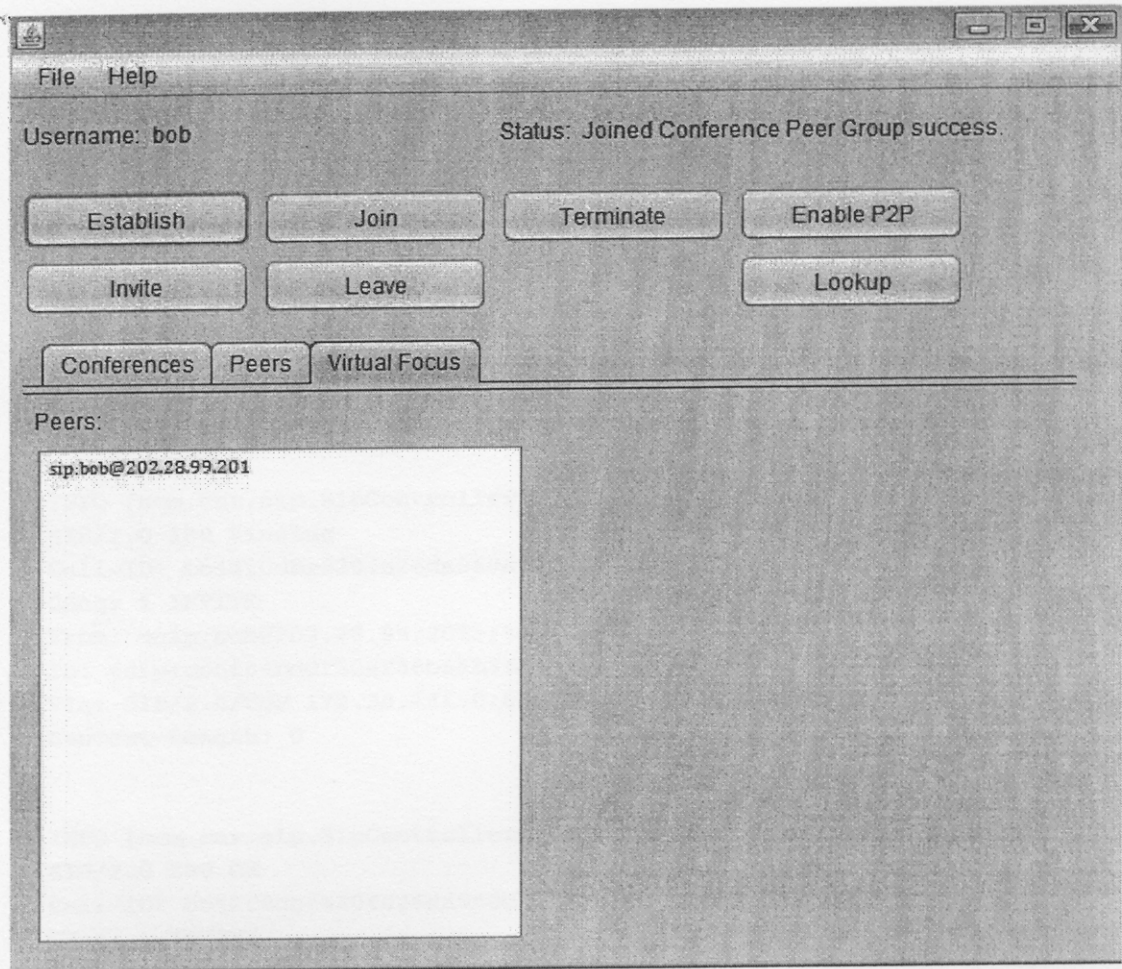 File Help
Username: bob Status: Joined Conference Peer Group success.
Establish Join Terminate Enable P2P
Invite Leave Lookup
Conferences Peers Virtual Focus
Peers:
sip:bob@202.28.99.201